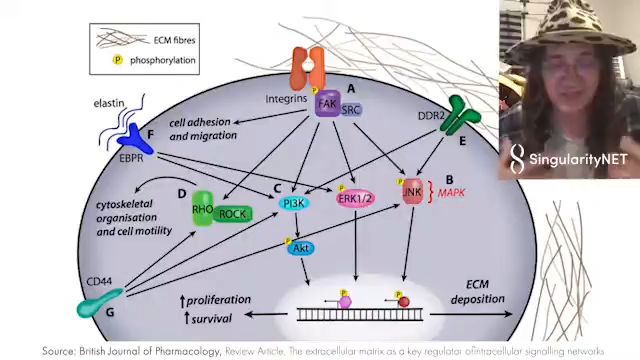 ECM fibres
P phosphorylation
elastin
Integrins
P
A
FAK
SRC
cell adhesion
and migration
DDR2
E
F
EBPR
SingularityNET
D
C
P
P
B
RHO
ROCK
PI3K
ERK1/2
JNK
MAPK
cytoskeletal
organisation
and cell motility
P
Akt
CD44
G
P
P
proliferation
survival
ECM
deposition
Source: British Journal of Pharmacology, Review Article, The extracellular matrix as a key regulator ofintracellular signalling networks